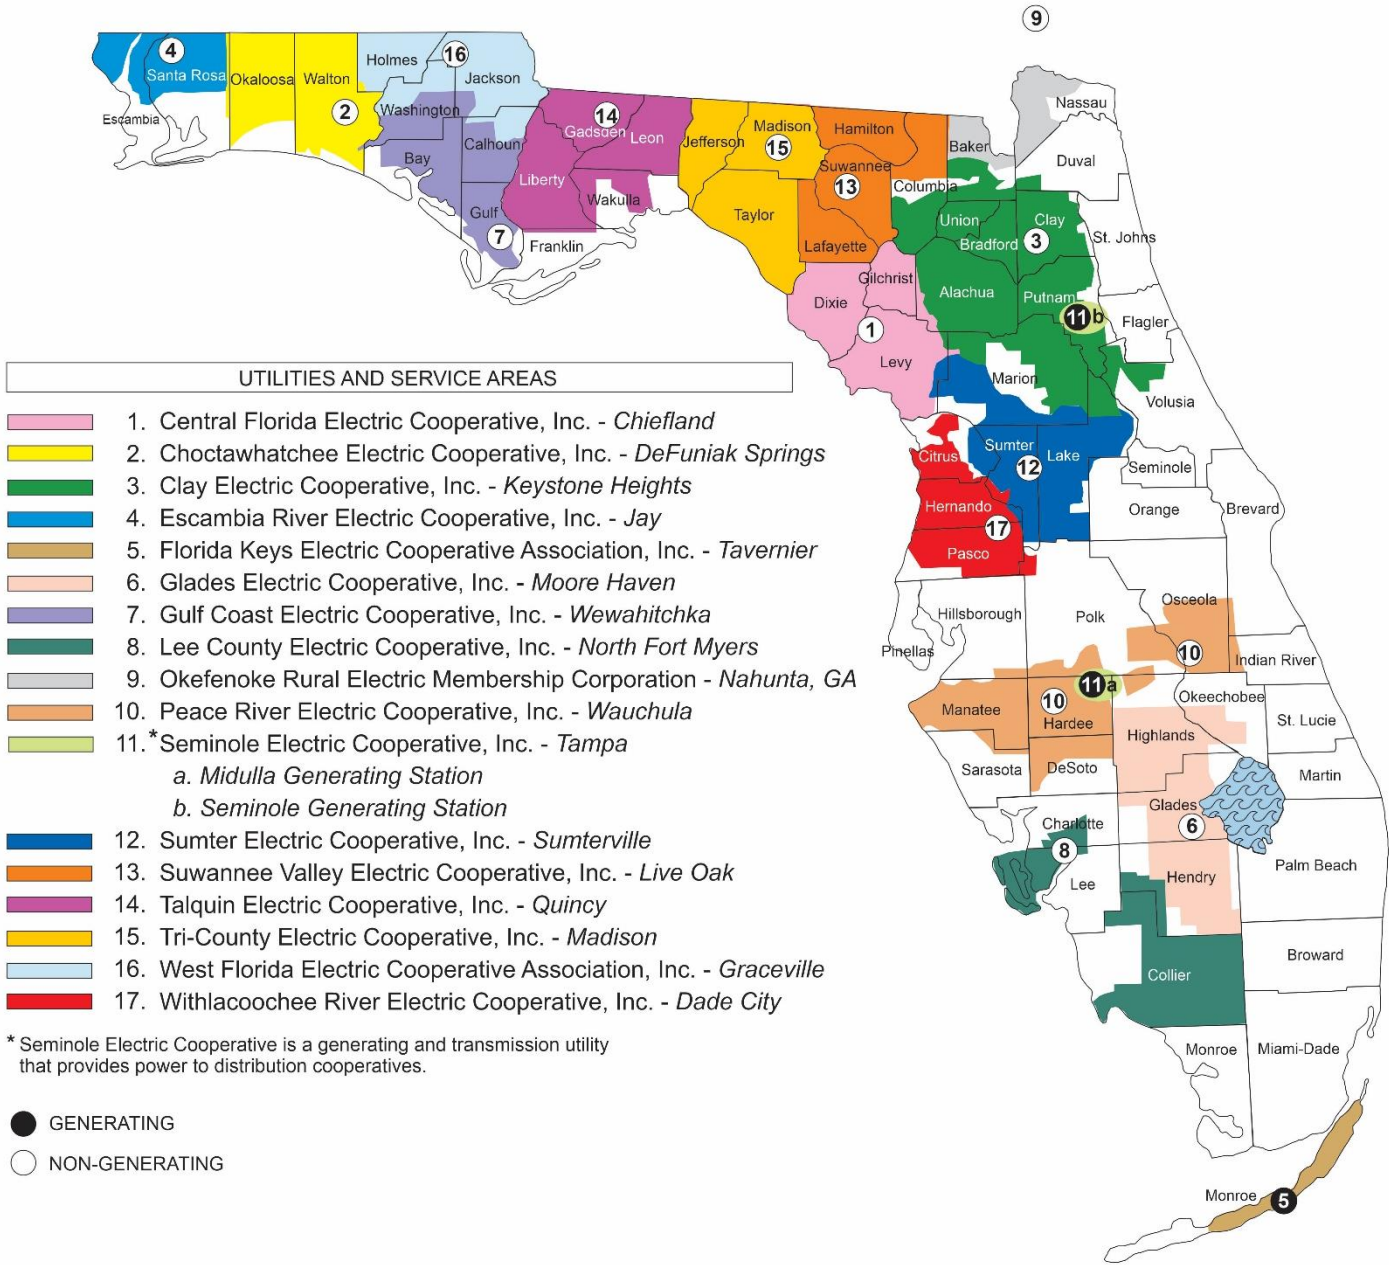 9
4
16
Holmes
Jackson
Santa Rosa
Okaloosa
Walton
2
Washington
Escambia
Bay
Calhoun
Gulf
7
14
Gadsden
Leon
Liberty
Wakulla
Franklin
Jefferson
Madison
15
Taylor
Hamilton
Suwannee
13
Lafayette
Columbia
Baker
Nassau
Duval
Union
Bradford
Clay
3
St. Johns
Gilchrist
Dixie
1
Levy
Alachua
Putnam
11 b
Flagler
Marion
Volusia
Citrus
Sumter
12
Lake
Seminole
Orange
Brevard
Hernando
17
Pasco
Hillsborough
Pinellas
Polk
Osceola
10
Indian River
11 a
Okeechobee
Manatee
10
Hardee
Highlands
St. Lucie
Sarasota
DeSoto
Martin
Glades
6
Charlotte
8
Lee
Hendry
Palm Beach
Collier
Broward
Monroe
Miami-Dade
Monroe
5
UTILITIES AND SERVICE AREAS
1. Central Florida Electric Cooperative, Inc. - Chiefland
2. Choctawhatchee Electric Cooperative, Inc. - DeFuniak Springs
3. Clay Electric Cooperative, Inc. - Keystone Heights
4. Escambia River Electric Cooperative, Inc. - Jay
5. Florida Keys Electric Cooperative Association, Inc. - Tavernier
6. Glades Electric Cooperative, Inc. - Moore Haven
7. Gulf Coast Electric Cooperative, Inc. - Wewahitchka
8. Lee County Electric Cooperative, Inc. - North Fort Myers
9. Okefenoke Rural Electric Membership Corporation - Nahunta, GA
10. Peace River Electric Cooperative, Inc. - Wauchula
11.*Seminole Electric Cooperative, Inc. - Tampa
a. Midulla Generating Station
b. Seminole Generating Station
12. Sumter Electric Cooperative, Inc. - Sumterville
13. Suwannee Valley Electric Cooperative, Inc. - Live Oak
14. Talquin Electric Cooperative, Inc. - Quincy
15. Tri-County Electric Cooperative, Inc. - Madison
16. West Florida Electric Cooperative Association, Inc. - Graceville
17. Withlacoochee River Electric Cooperative, Inc. - Dade City
* Seminole Electric Cooperative is a generating and transmission utility
that provides power to distribution cooperatives.
GENERATING
NON-GENERATING